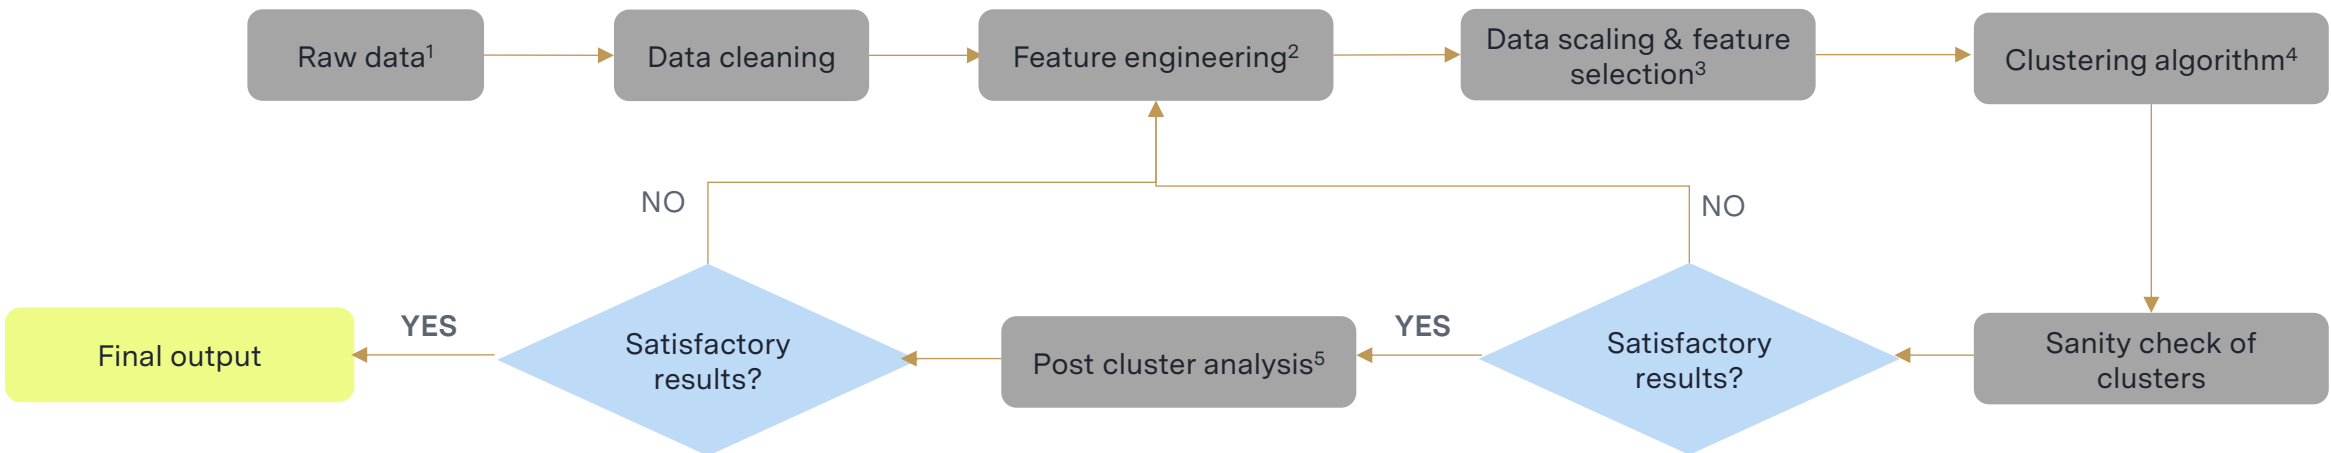 Raw data¹
Data cleaning
Feature engineering²
Data scaling & feature
selection³
Clustering algorithm⁴
NO
NO
Final output
YES
Satisfactory
results?
Post cluster analysis⁵
YES
Satisfactory
results?
Sanity check of
clusters